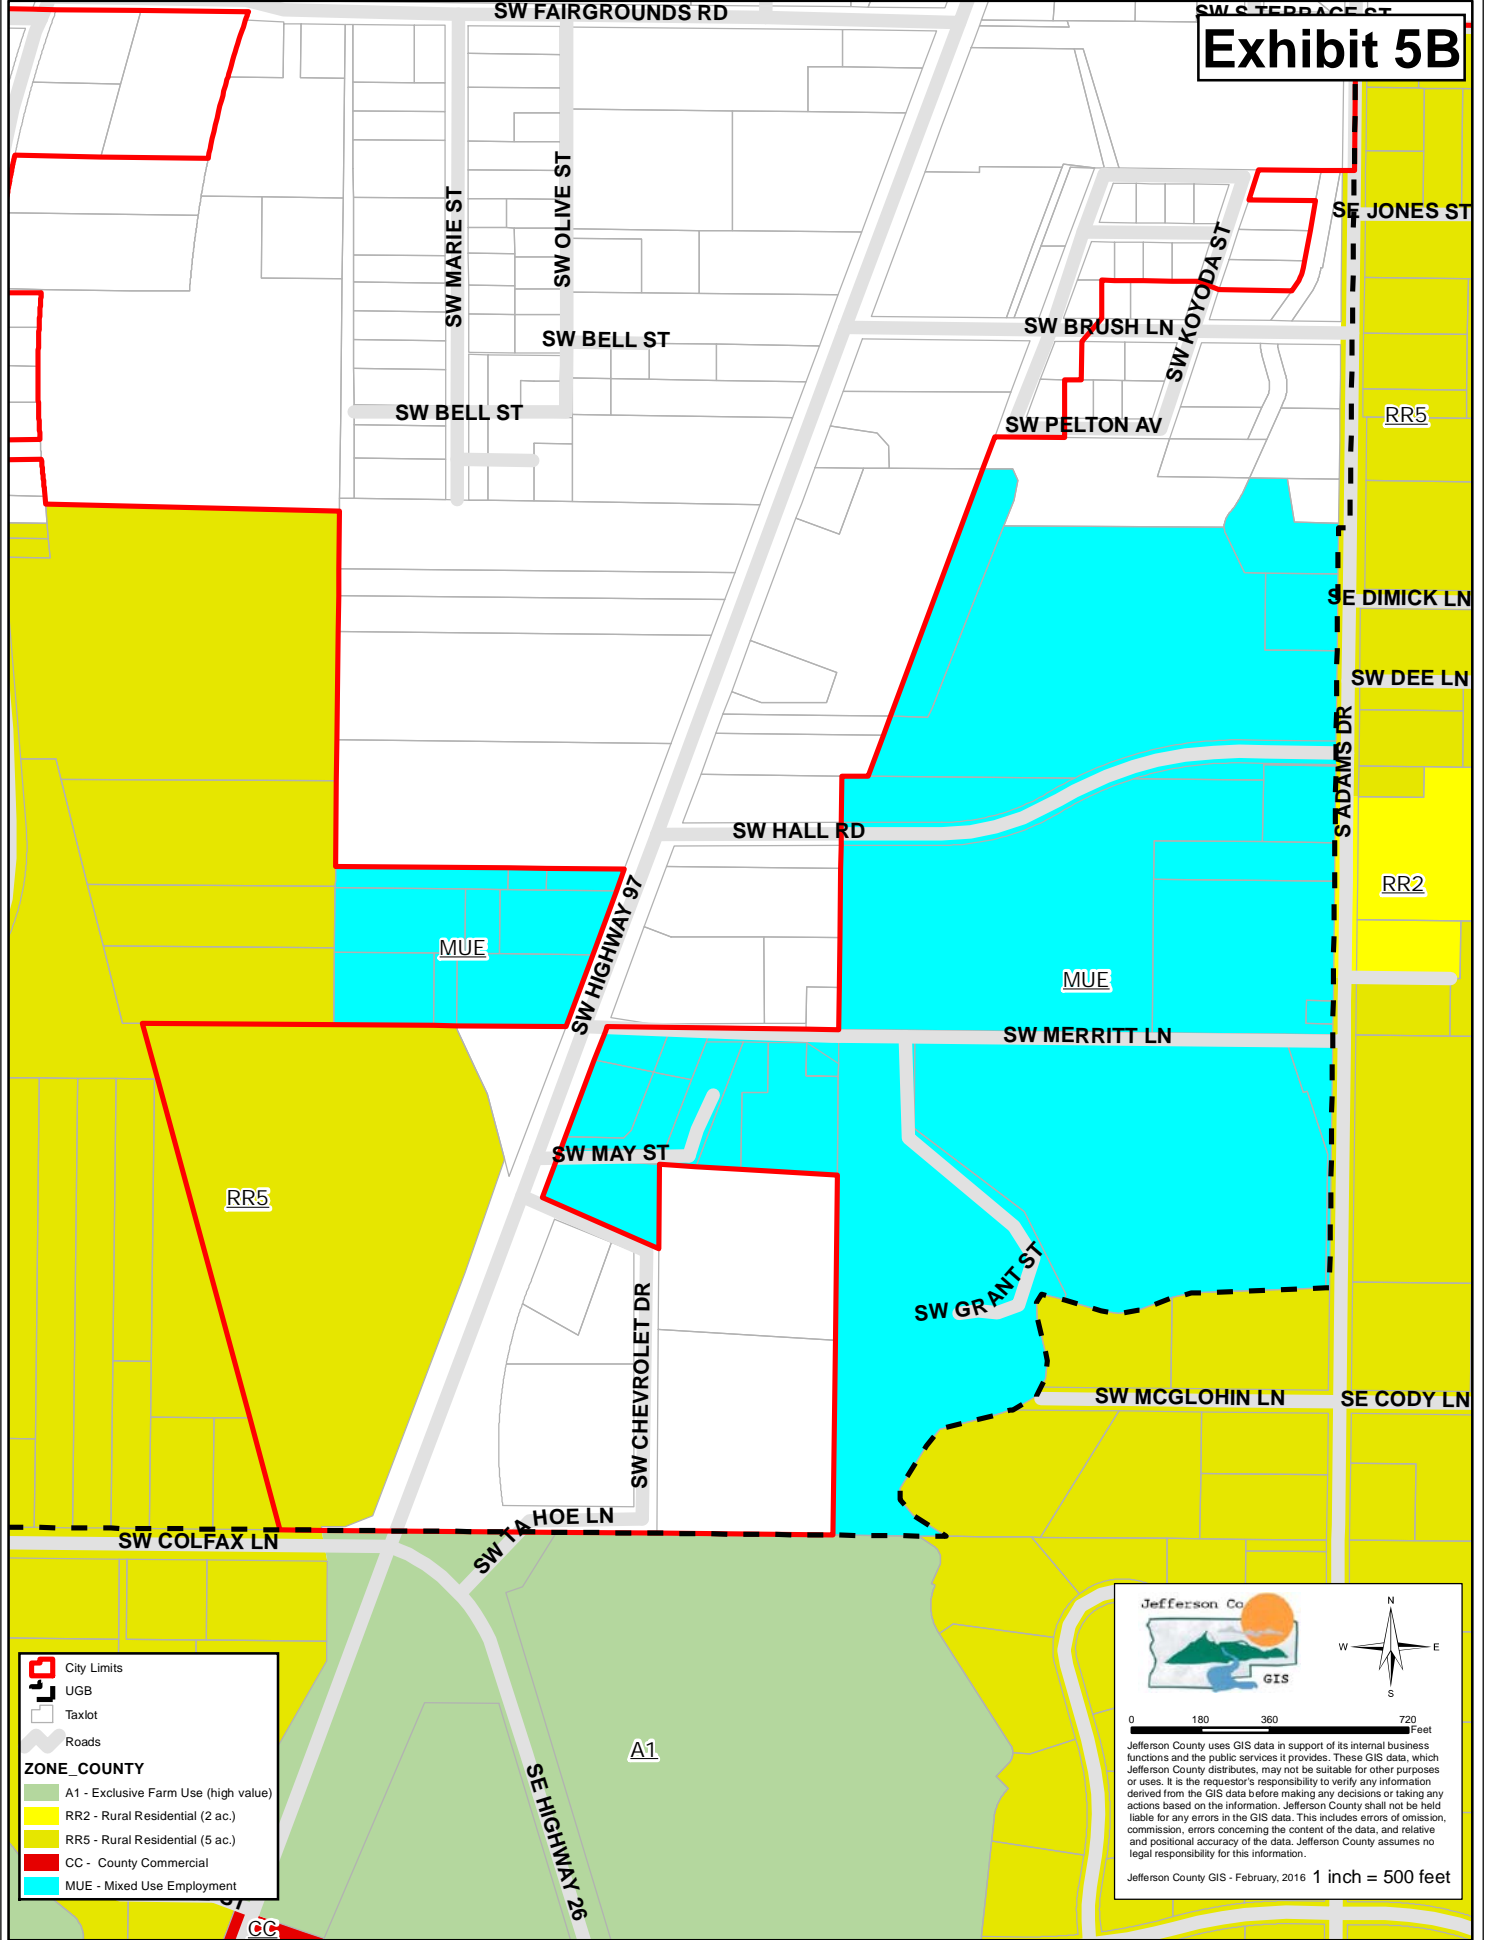 SW FAIRGROUNDS RD
SW S TERRACE ST
Exhibit 5B
SW MARIE ST
SW OLIVE ST
SE JONES ST
SW KOYODA ST
SW BRUSH LN
SW BELL ST
SW BELL ST
SW PELTON AV
RR5
SE DIMICK LN
SW DEE LN
S ADAMS DR
SW HALL RD
RR2
SW HIGHWAY 97
MUE
MUE
SW MERRITT LN
SW MAY ST
RR5
SW GRANT ST
SW CHEVROLET DR
SW MCGLOHIN LN
SE CODY LN
SW TAHOE LN
SW COLFAX LN
A1
SE HIGHWAY 26
ST
CC
City Limits
UGB
Taxlot
Roads
ZONE_COUNTY
A1 - Exclusive Farm Use (high value)
RR2 - Rural Residential (2 ac.)
RR5 - Rural Residential (5 ac.)
CC - County Commercial
MUE - Mixed Use Employment
Jefferson Co
GIS
N
W E
S
0 180 360 720
Feet
Jefferson County uses GIS data in support of its internal business
functions and the public services it provides. These GIS data, which
Jefferson County distributes, may not be suitable for other purposes
or uses. It is the requestor's responsibility to verify any information
derived from the GIS data before making any decisions or taking any
actions based on the information. Jefferson County shall not be held
liable for any errors in the GIS data. This includes errors of omission,
commission, errors concerning the content of the data, and relative
and positional accuracy of the data. Jefferson County assumes no
legal responsibility for this information.
Jefferson County GIS - February, 2016 1 inch = 500 feet